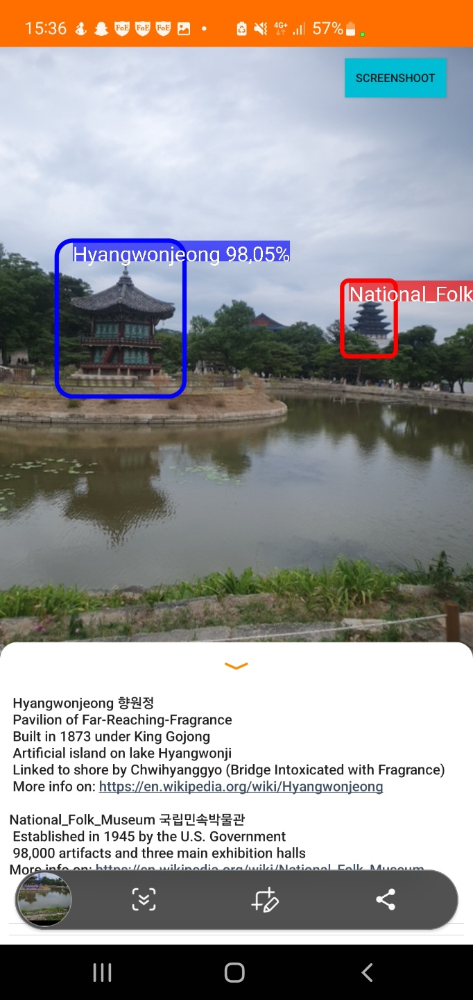 15:36 FoE FoE FoE 4G+ 57%
SCREENSHOOT
Hyangwonjeong 98,05%
National_Folk
Hyangwonjeong 향원정
Pavilion of Far-Reaching-Fragrance
Built in 1873 under King Gojong
Artificial island on lake Hyangwonji
Linked to shore by Chwihyanggyo (Bridge Intoxicated with Fragrance)
More info on: https://en.wikipedia.org/wiki/Hyangwonjeong
National_Folk_Museum 국립민속박물관
Established in 1945 by the U.S. Government
98,000 artifacts and three main exhibition halls
More info on: https://en.wikipedia.org/wiki/National_Folk_Museum